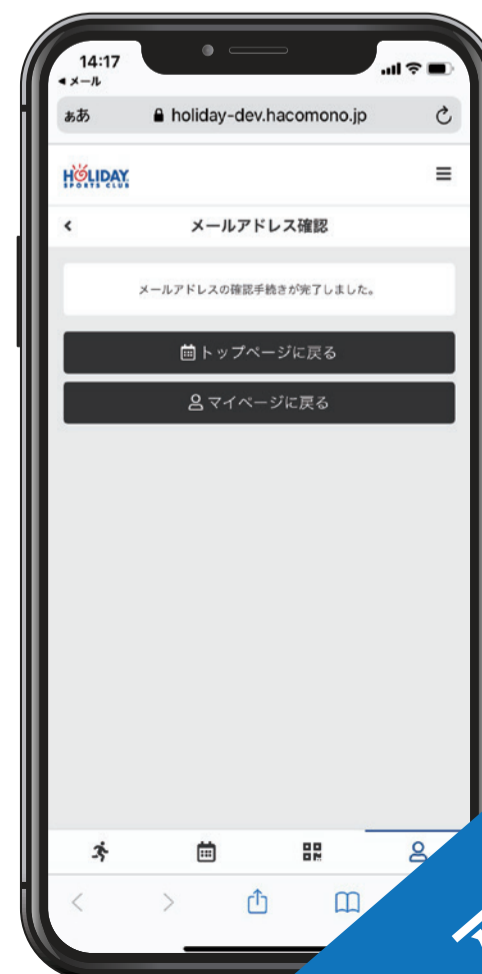 14:17
◀ メール
ああ holiday-dev.hacomono.jp
HOLIDAY
SPORTS CLUB
メールアドレス確認
メールアドレスの確認手続きが完了しました。
トップページに戻る
マイページに戻る